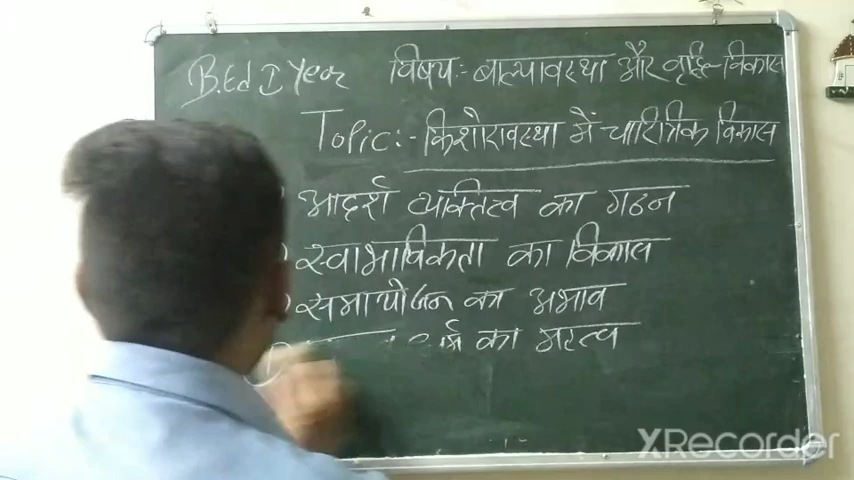 B.Ed I Year विषय:- बाल्यावस्था और वृद्धि-विकास
Topic:- किशोरावस्था में चारित्रिक विकास
आदर्श व्यक्तित्व का गठन
स्वाभाविकता का विकास
समायोजन का अभाव
का महत्व
XRecorder